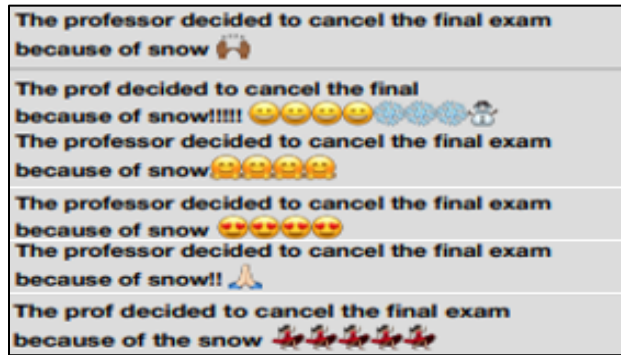 The professor decided to cancel the final exam
because of snow 🙌🏾
The prof decided to cancel the final
because of snow!!!!! 😀😀😀😀❄️❄️❄️⛄
The professor decided to cancel the final exam
because of snow🤗🤗🤗🤗
The professor decided to cancel the final exam
because of snow 😍😍😍😍
The professor decided to cancel the final exam
because of snow!! 🙏🏻
The prof decided to cancel the final exam
because of the snow 💃💃💃💃💃